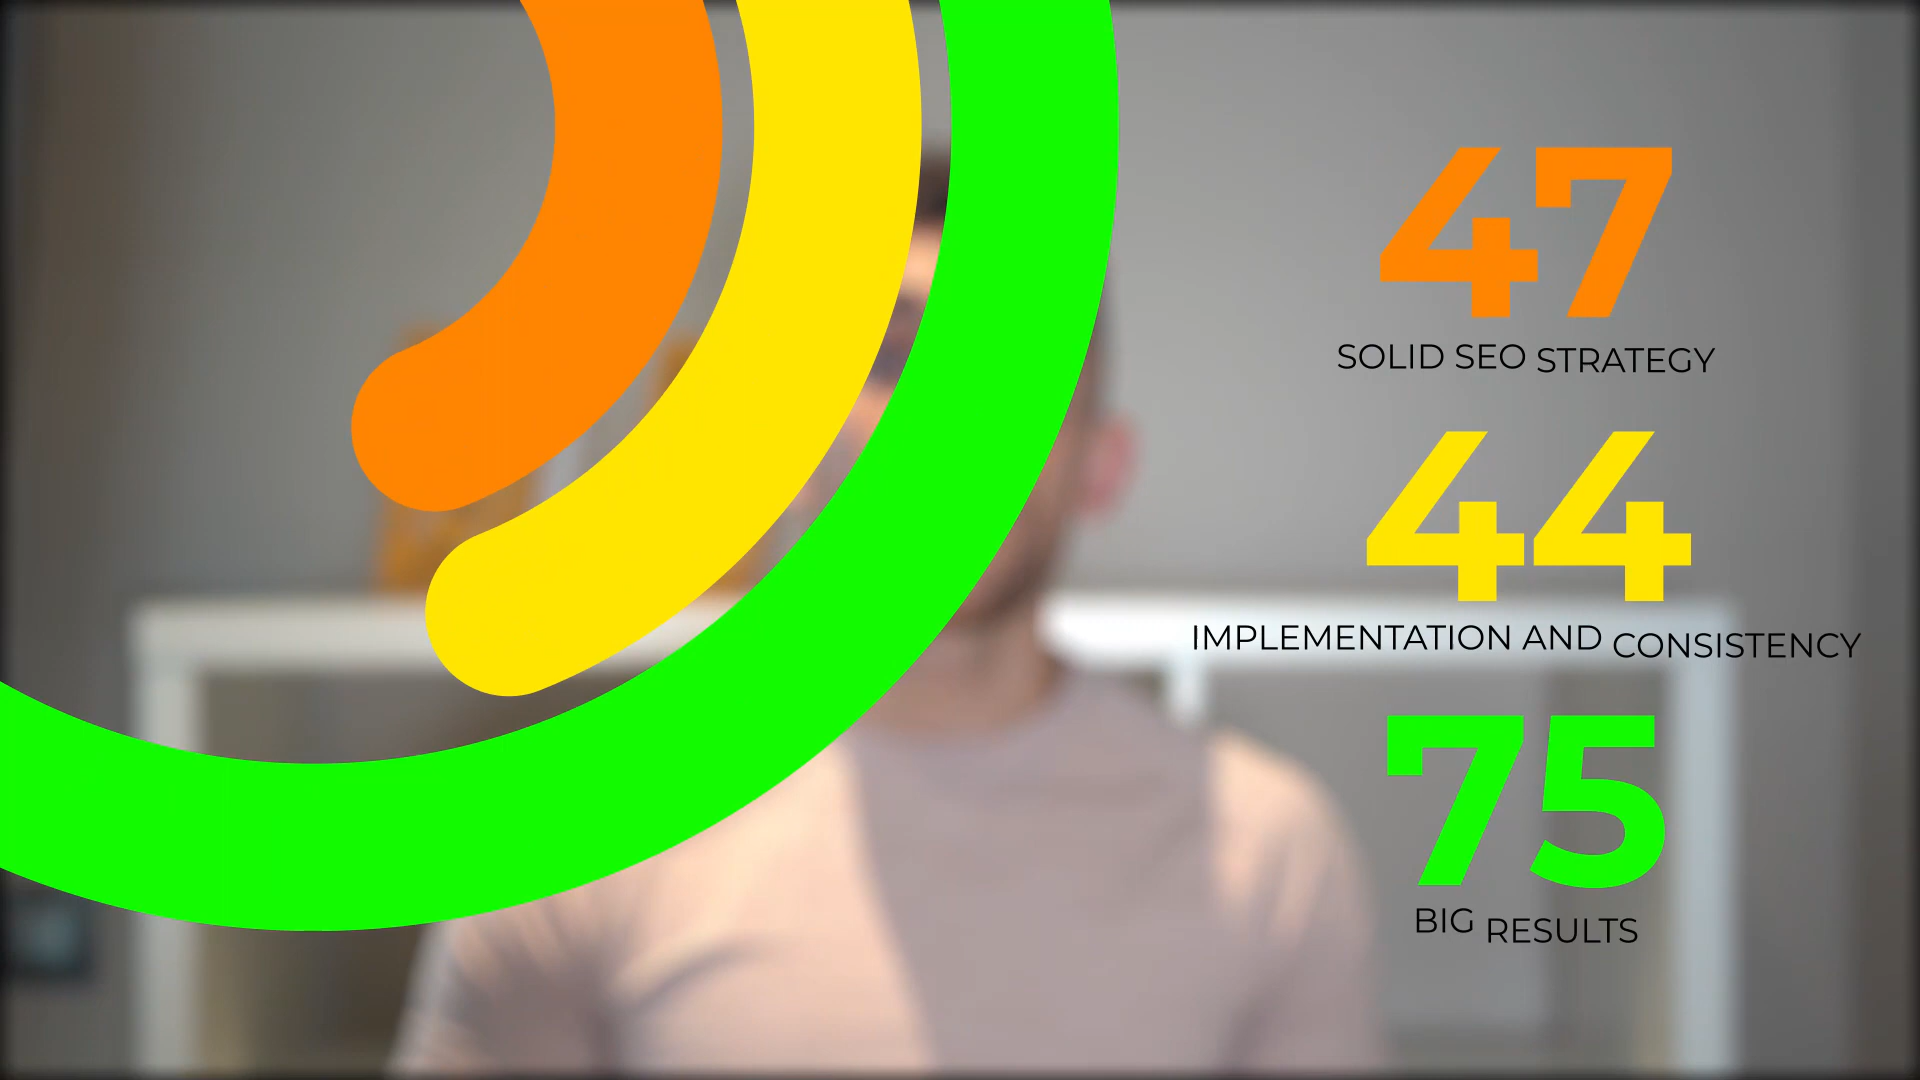 47
SOLID SEO STRATEGY
44
IMPLEMENTATION AND CONSISTENCY
75
BIG RESULTS